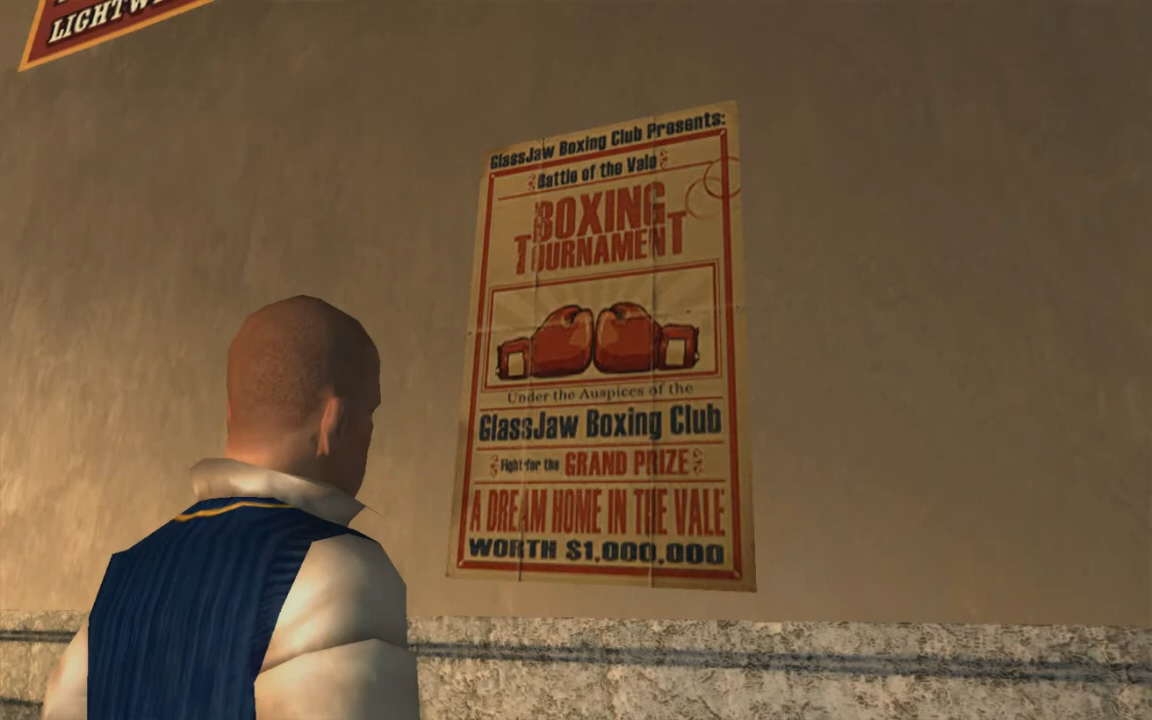 LIGHTW
GlassJaw Boxing Club Presents:
Battle of the Vale
BOXING
TOURNAMENT
Under the Auspices of the
GlassJaw Boxing Club
Fight for the GRAND PRIZE
A DREAM HOME IN THE VALE
WORTH $1,000,000